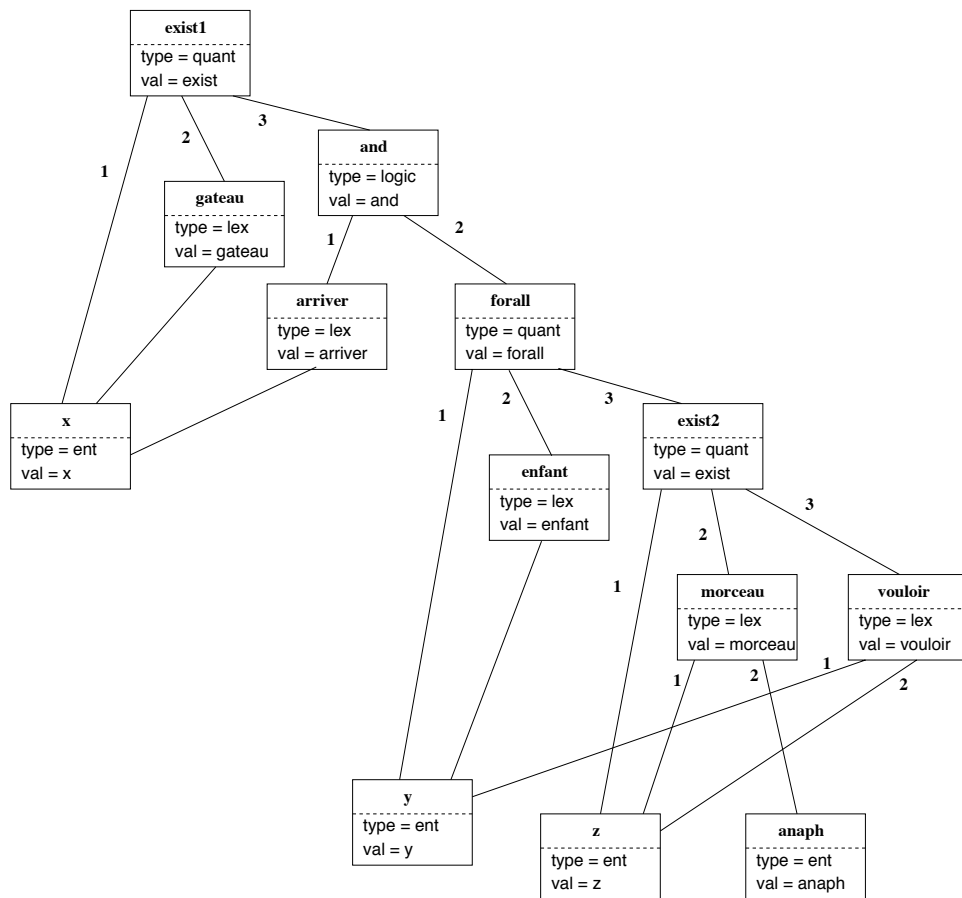 exist1
type = quant
val = exist
1
2
3
and
type = logic
val = and
gateau
type = lex
val = gateau
1
2
arriver
type = lex
val = arriver
forall
type = quant
val = forall
x
type = ent
val = x
1
2
3
exist2
type = quant
val = exist
enfant
type = lex
val = enfant
1
2
3
morceau
type = lex
val = morceau
vouloir
type = lex
val = vouloir
1
2
1
2
y
type = ent
val = y
z
type = ent
val = z
anaph
type = ent
val = anaph